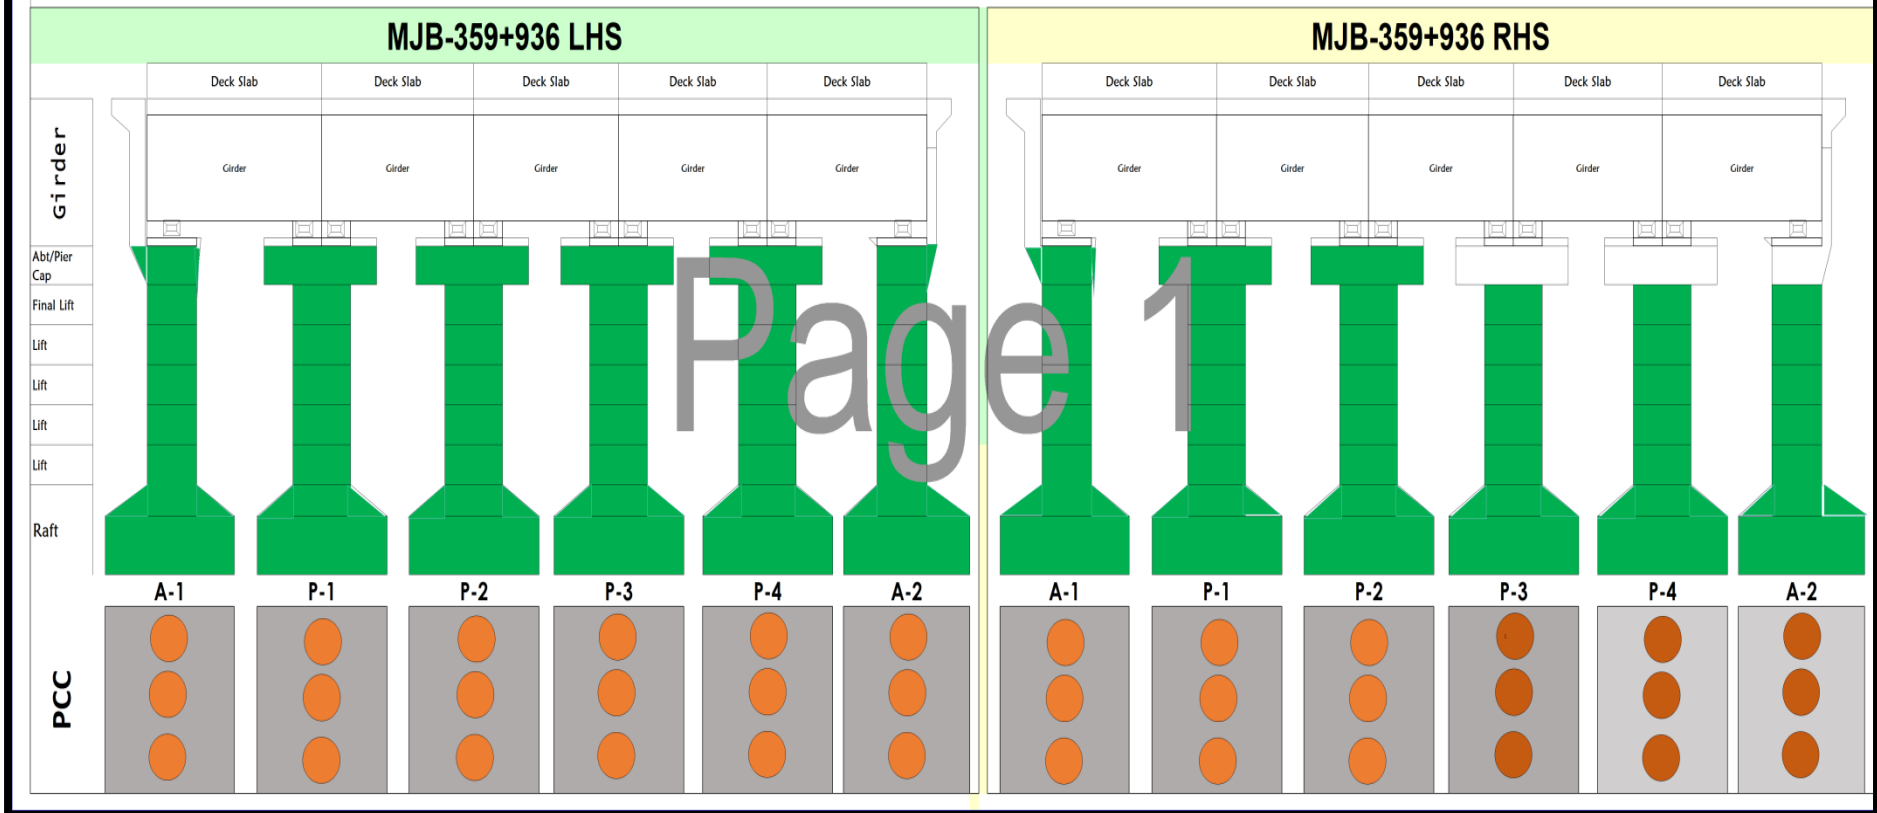 MJB-359+936 LHS
MJB-359+936 RHS
Deck Slab Deck Slab Deck Slab Deck Slab Deck Slab
Deck Slab Deck Slab Deck Slab Deck Slab Deck Slab
Girder
Girder Girder Girder Girder Girder
Girder Girder Girder Girder Girder
Abt/Pier
Cap
Final Lift
Lift
Lift
Lift
Lift
Page 1
Raft
A-1 P-1 P-2 P-3 P-4 A-2
A-1 P-1 P-2 P-3 P-4 A-2
PCC